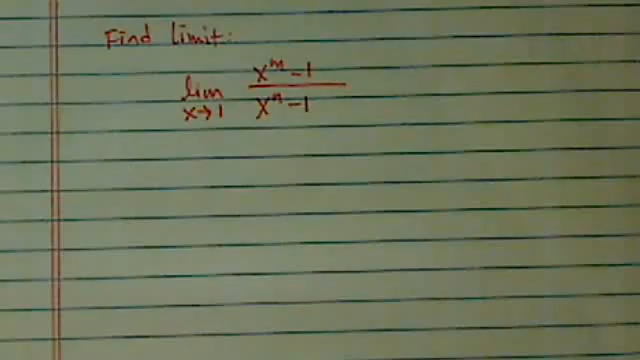 Find limit:
lim x→1 (x^m - 1)/(x^n - 1)